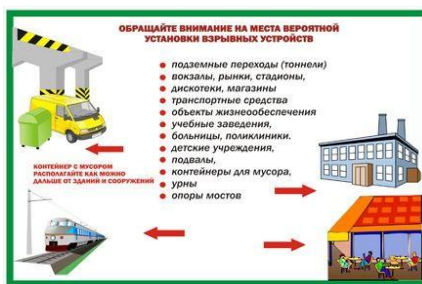 ОБРАЩАЙТЕ ВНИМАНИЕ НА МЕСТА ВЕРОЯТНОЙ
УСТАНОВКИ ВЗРЫВНЫХ УСТРОЙСТВ
подземные переходы (тоннели)
вокзалы, рынки, стадионы,
дискотеки, магазины
транспортные средства
объекты жизнеобеспечения
учебные заведения,
больницы, поликлиники.
детские учреждения,
подвалы,
контейнеры для мусора,
урны
опоры мостов
КОНТЕЙНЕР С МУСОРОМ
РАСПОЛАГАЙТЕ КАК МОЖНО
ДАЛЬШЕ ОТ ЗДАНИЙ И СООРУЖЕНИЙ